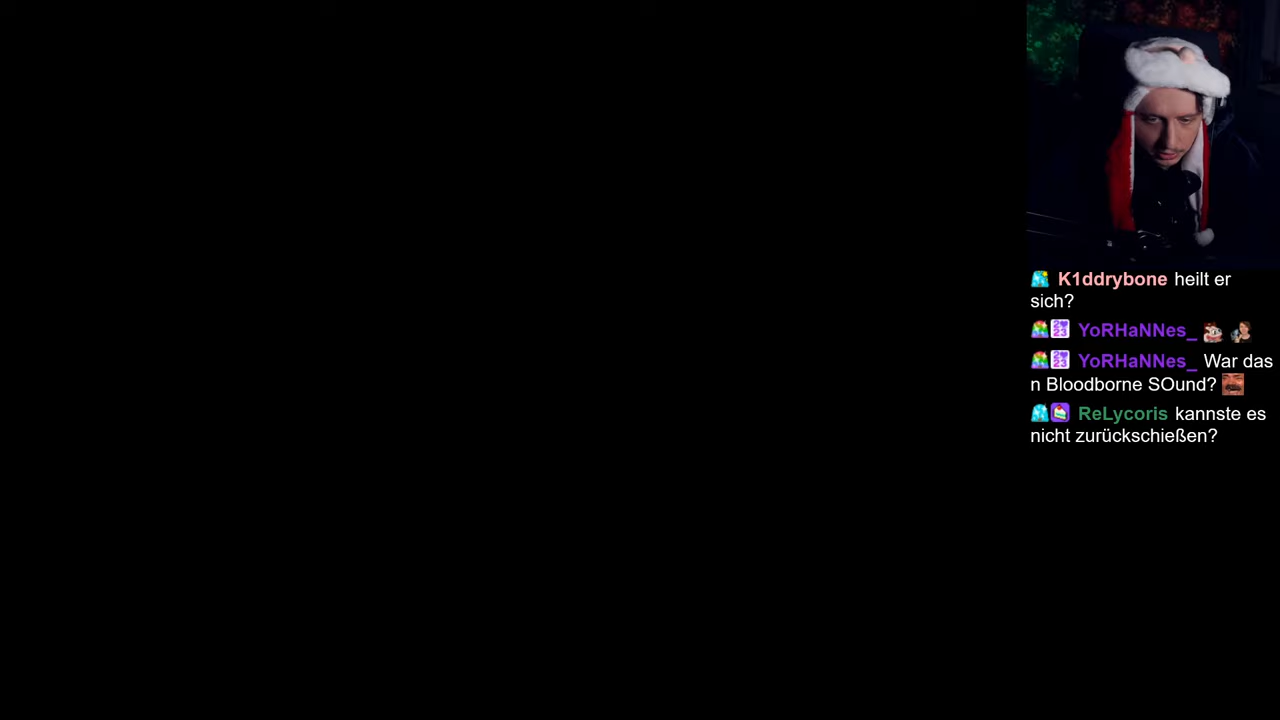 K1ddrybone heilt er
sich?
YoRHaNNes_
YoRHaNNes_ War das
n Bloodborne SOund?
ReLycoris kannste es
nicht zurückschießen?